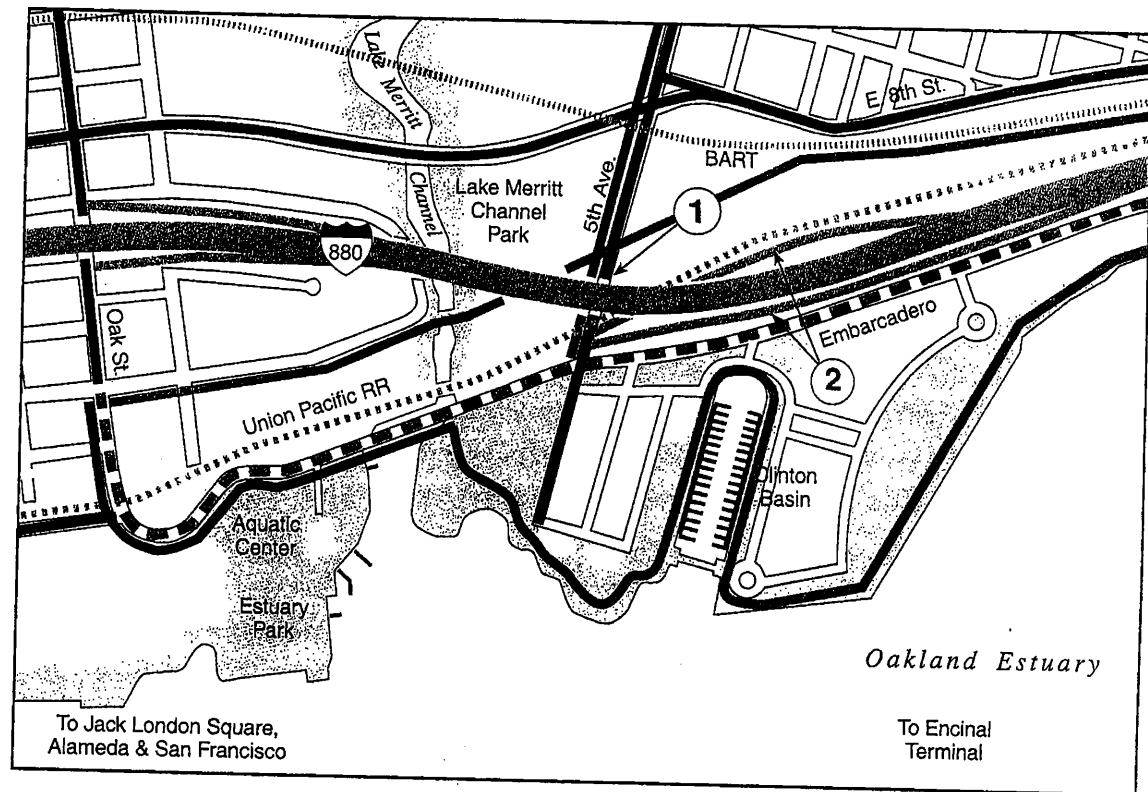 Lake Merritt
Channel
E. 8th St.
BART
Lake Merritt
Channel
Park
5th Ave.
1
880
Oak St.
Embarcadero
2
Union Pacific RR
Clinton
Basin
Aquatic
Center
Estuary
Park
Oakland Estuary
To Jack London Square,
Alameda & San Francisco
To Encinal
Terminal